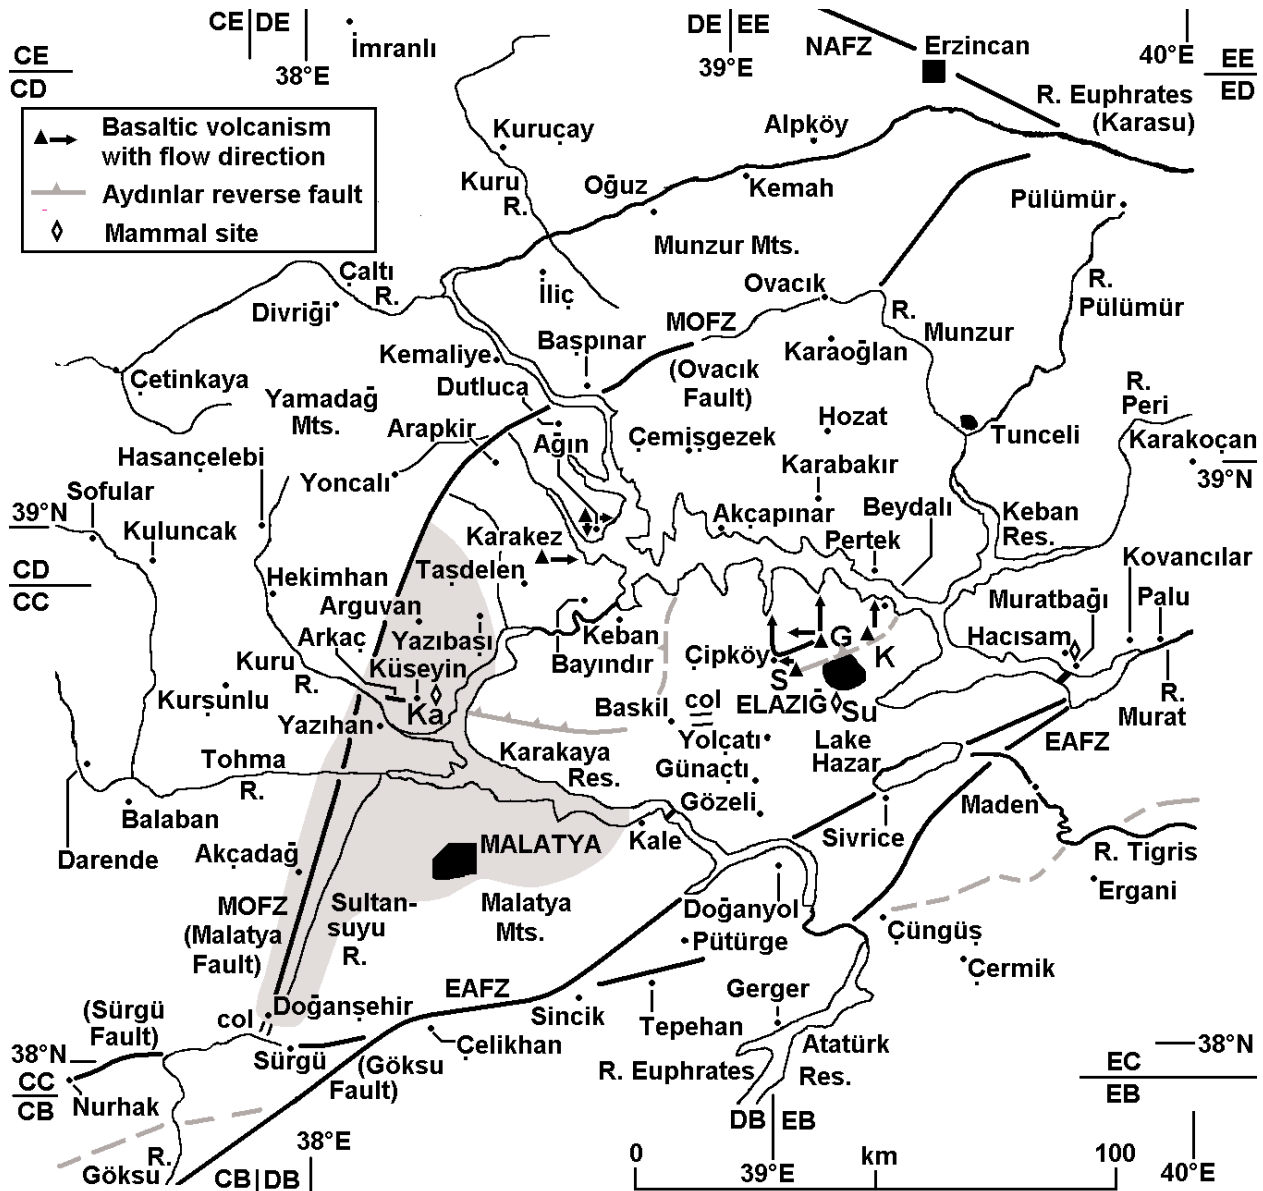 CE DE
İmranlı
38°E
CE
CD
DE EE
39°E
NAFZ
Erzincan
40°E
EE
ED
R. Euphrates
(Karasu)
Basaltic volcanism
with flow direction
Aydınlar reverse fault
Mammal site
Kuruçay
Kuru
R.
Alpköy
Oğuz
Kemah
Pülümür
Munzur Mts.
Çaltı
R.
Divriği
İliç
Ovacık
R.
Munzur
R.
Pülümür
Başpınar
MOFZ
(Ovacık
Fault)
Karaoğlan
Kemaliye
Dutluca
Çetinkaya
Yamadağ
Mts.
Arapkir
Ağın
Çemişgezek
Hozat
Tunceli
R.
Peri
Karakoçan
39°N
Hasançelebi
Yoncalı
Karabakır
Sofular
39°N
Kuluncak
Karakez
Akçapınar
Beydalı
Pertek
Keban
Res.
Kovancılar
CD
CC
Hekimhan
Taşdelen
Arguvan
Muratbağı
Palu
Arkaç
Yazıbaşı
Keban
Bayındır
Hacısam
Kuru
R.
Küseyin
Çipköy
G
K
S
Kurşunlu
Ka
Baskil
col
ELAZIĞ
Su
R.
Murat
Yazıhan
Yolçatı
Lake
Hazar
EAFZ
Tohma
R.
Karakaya
Res.
Günaçtı
Gözeli
Maden
Balaban
Darende
Kale
Sivrice
MALATYA
R. Tigris
Akçadağ
Ergani
MOFZ
(Malatya
Fault)
Sultan-
suyu
R.
Malatya
Mts.
Doğanyol
Pütürge
Çüngüş
Çermik
EAFZ
Gerger
(Sürgü
Fault)
col
Doğanşehir
Sincik
Tepehan
38°N
Sürgü
(Göksu
Fault)
Çelikhan
R. Euphrates
Atatürk
Res.
38°N
CC
CB
Nurhak
EC
EB
DB EB
R.
Göksu
38°E
CB DB
0
km
100
39°E
40°E